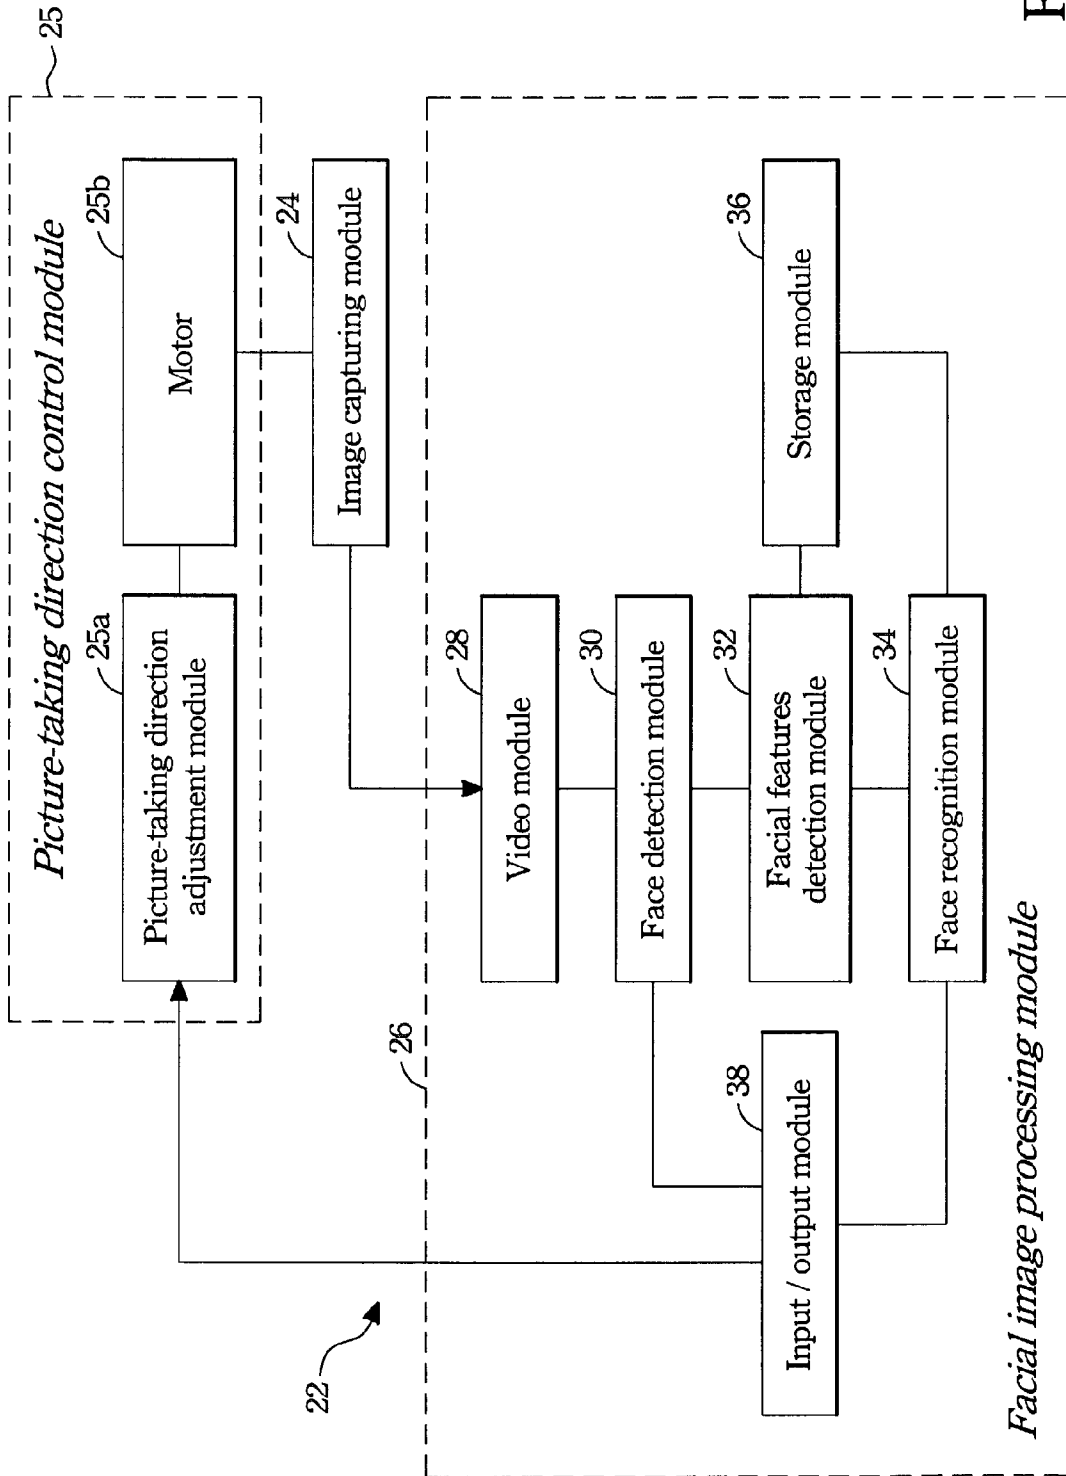 25
Picture-taking direction control module
25a
Picture-taking direction
adjustment module
25b
Motor
24
Image capturing module
22
26
28
Video module
30
Face detection module
32
Facial features
detection module
34
Face recognition module
36
Storage module
38
Input / output module
Facial image processing module
F